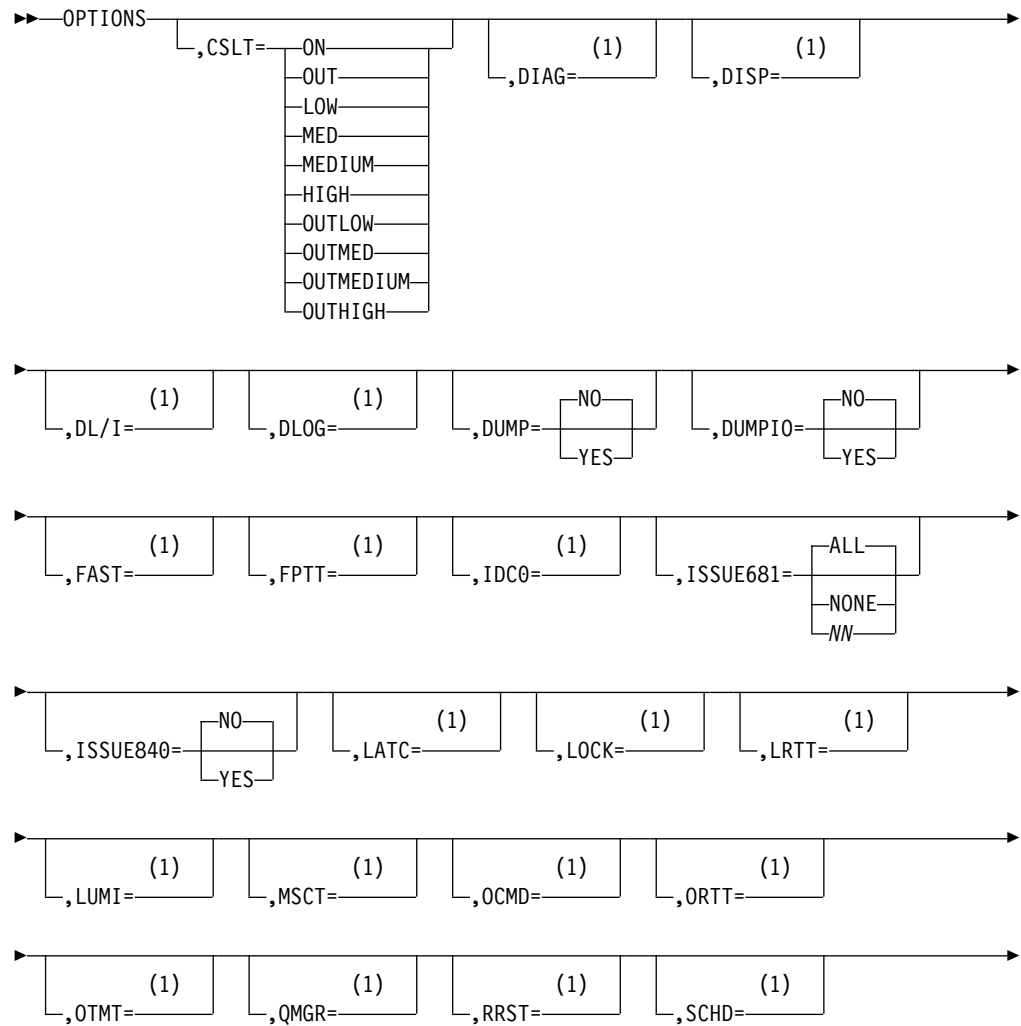 OPTIONS
,CSLT= ON (1) (1)
OUT ,DIAG= ,DISP=
LOW
MED
MEDIUM
HIGH
OUTLOW
OUTMED
OUTMEDIUM
OUTHIGH
(1) (1) NO NO
,DL/I= ,DLOG= ,DUMP= ,DUMPIO=
YES YES
(1) (1) (1) ALL
,FAST= ,FPTT= ,IDC0= ,ISSUE681=
NONE
NN
NO (1) (1) (1)
,ISSUE840= ,LATC= ,LOCK= ,LRTT=
YES
(1) (1) (1) (1)
,LUMI= ,MSCT= ,OCMD= ,ORTT=
(1) (1) (1) (1)
,OTMT= ,QMGR= ,RRST= ,SCHD=